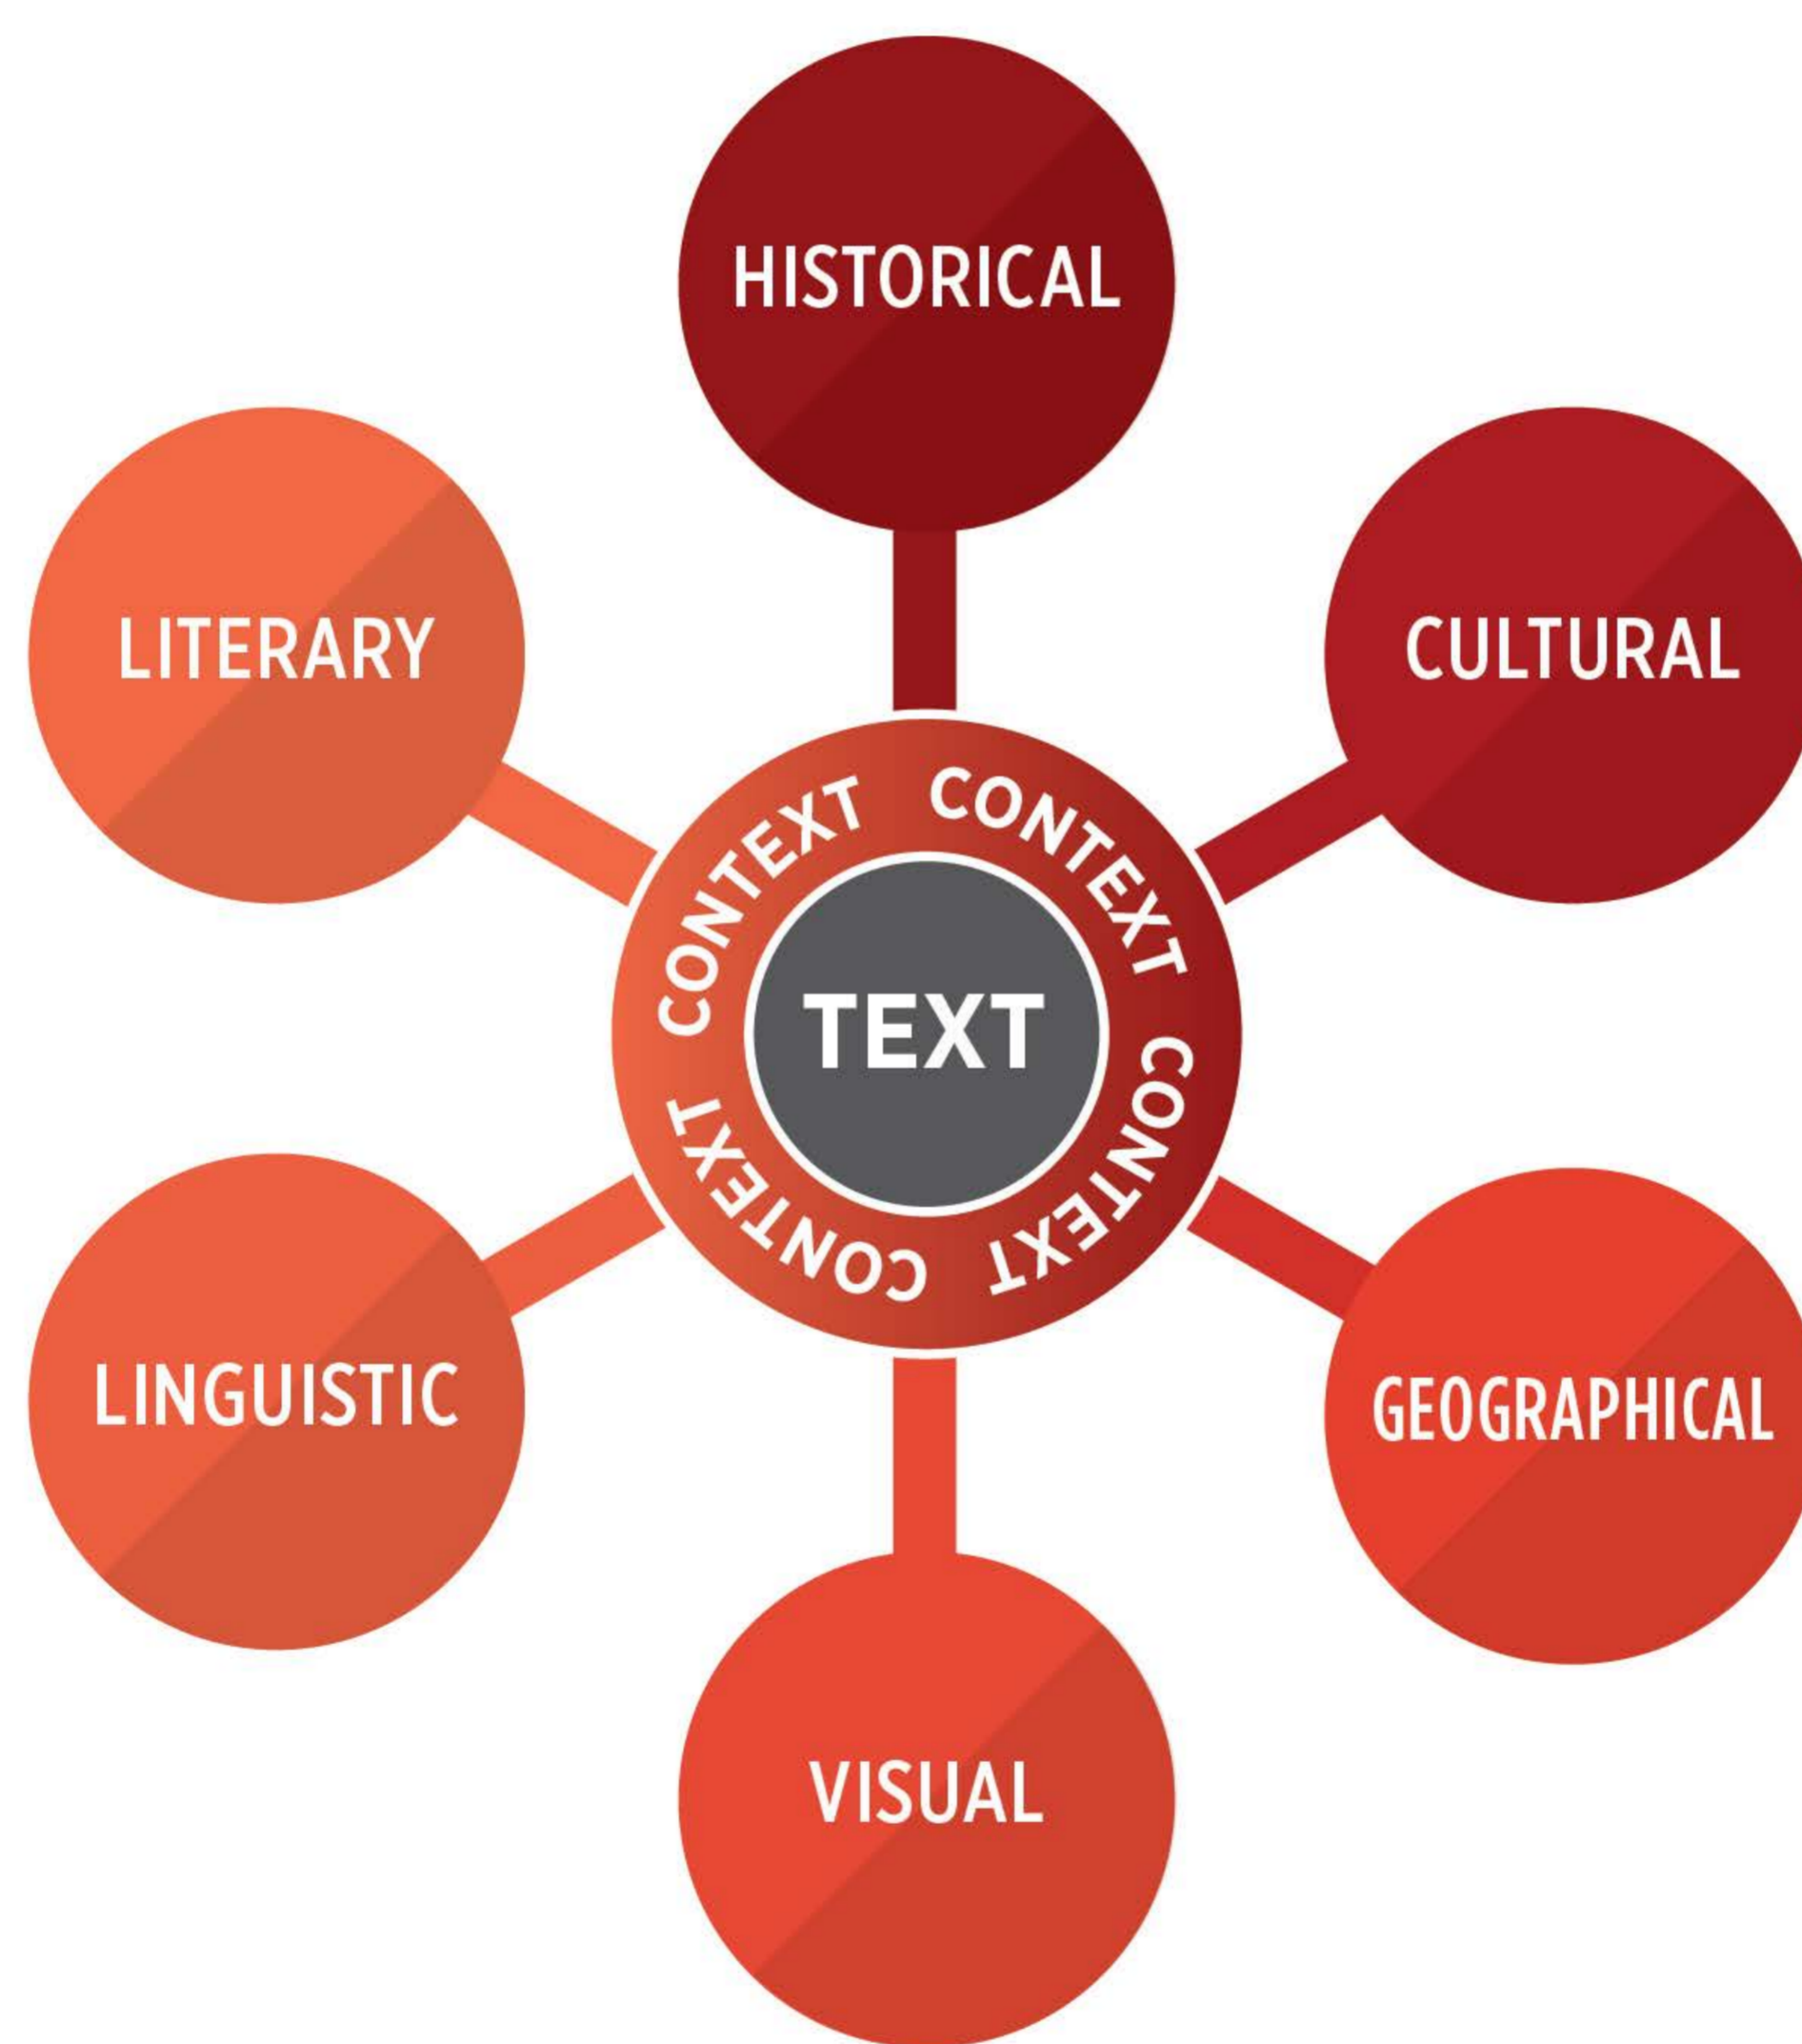 HISTORICAL
LITERARY
CULTURAL
CONTEXT CONTEXT CONTEXT CONTEXT
TEXT
LINGUISTIC
GEOGRAPHICAL
VISUAL